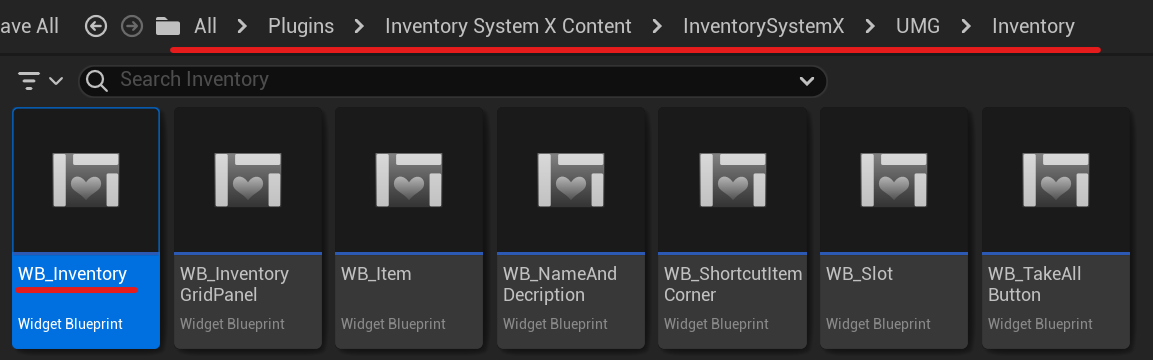 ave All All Plugins Inventory System X Content InventorySystemX UMG Inventory
Search Inventory
WB_Inventory
Widget Blueprint
WB_Inventory
GridPanel
Widget Blueprint
WB_Item
Widget Blueprint
WB_NameAnd
Decription
Widget Blueprint
WB_ShortcutItem
Corner
Widget Blueprint
WB_Slot
Widget Blueprint
WB_TakeAll
Button
Widget Blueprint